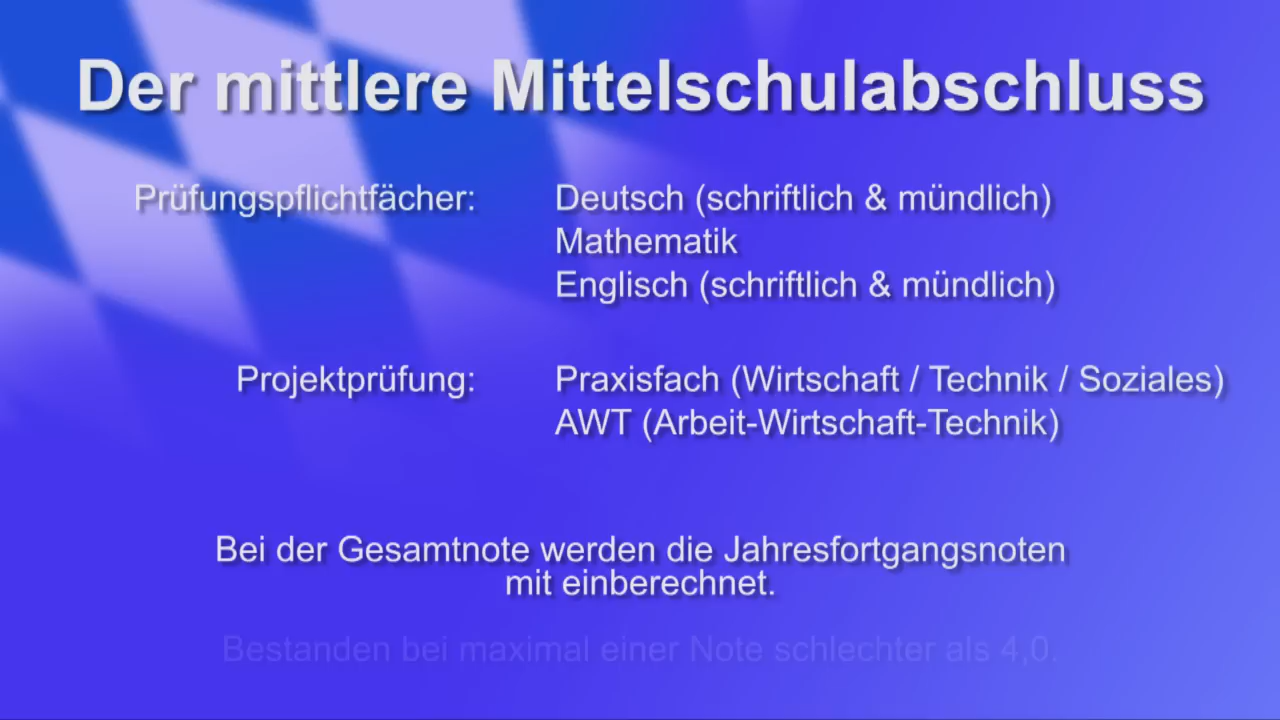 Der mittlere Mittelschulabschluss
Prüfungspflichtfächer: Deutsch (schriftlich & mündlich)
Mathematik
Englisch (schriftlich & mündlich)
Projektprüfung: Praxisfach (Wirtschaft / Technik / Soziales)
AWT (Arbeit-Wirtschaft-Technik)
Bei der Gesamtnote werden die Jahresfortgangsnoten
mit einberechnet.
Bestanden bei maximal einer Note schlechter als 4,0.